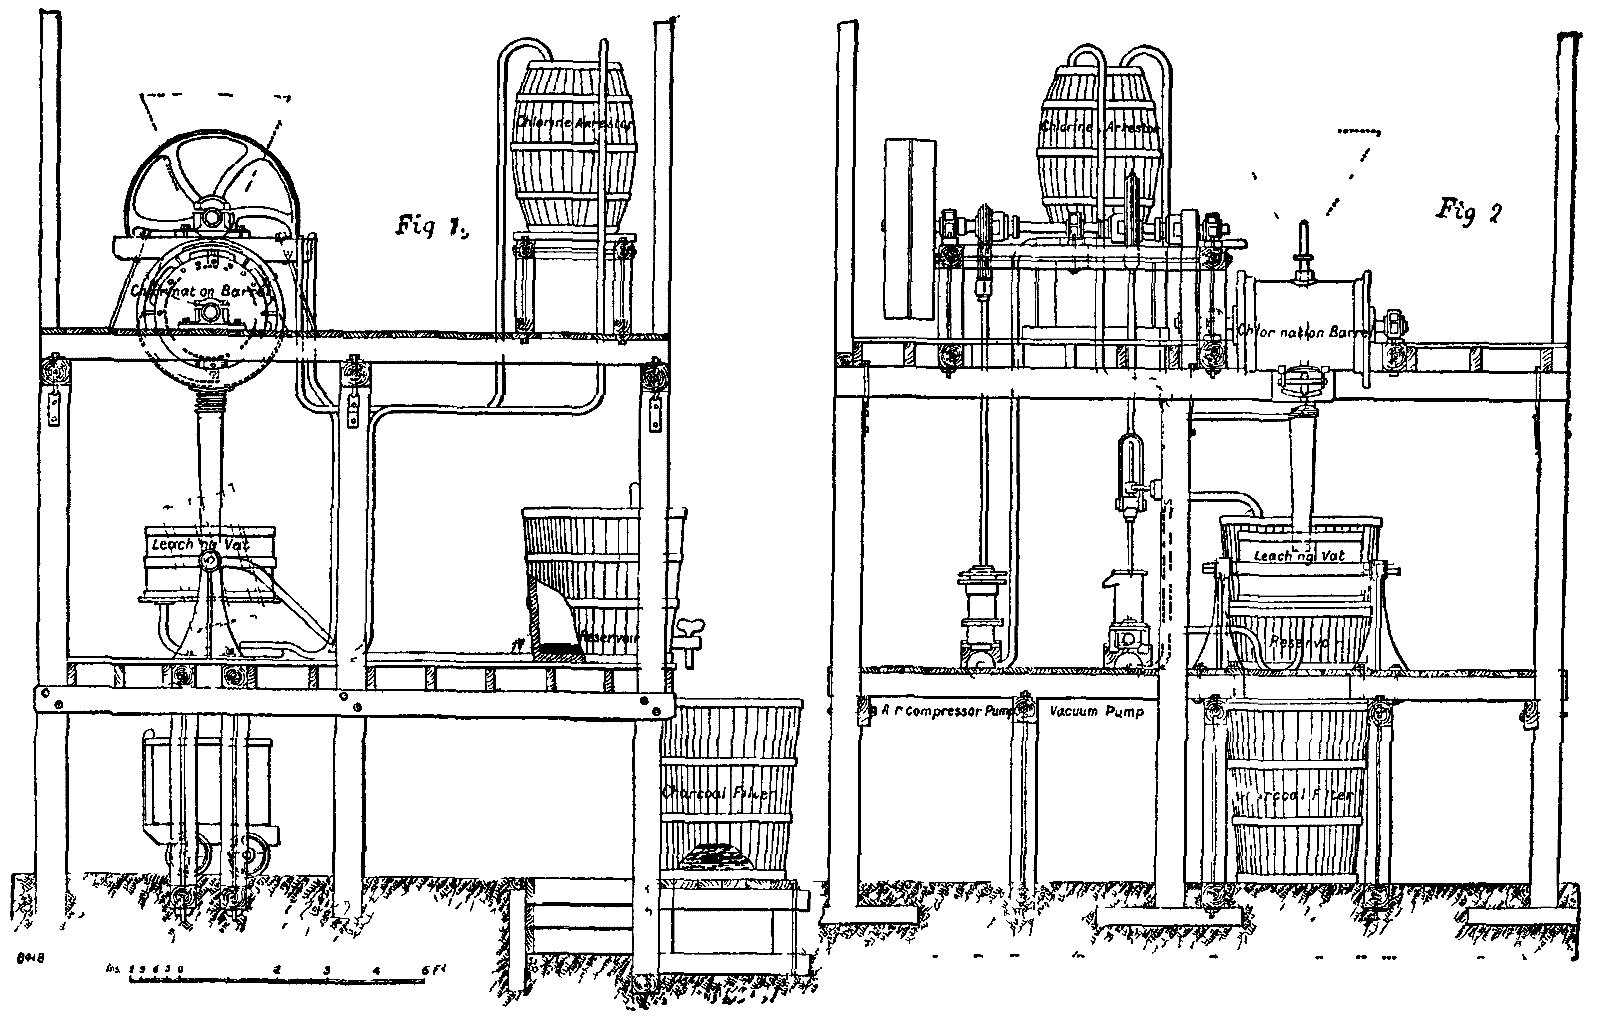 Fig 1.
Chlorine Arrestor
Chlorination Barrel
Leaching Vat
Reservoir
Charcoal Filter
8448
Ins. 12 9 6 3 0 2 3 4 6 Ft
Fig 2
Chlorine Arrestor
Chlorination Barrel
Leaching Vat
Reservoir
Air Compressor Pump
Vacuum Pump
Charcoal Filter